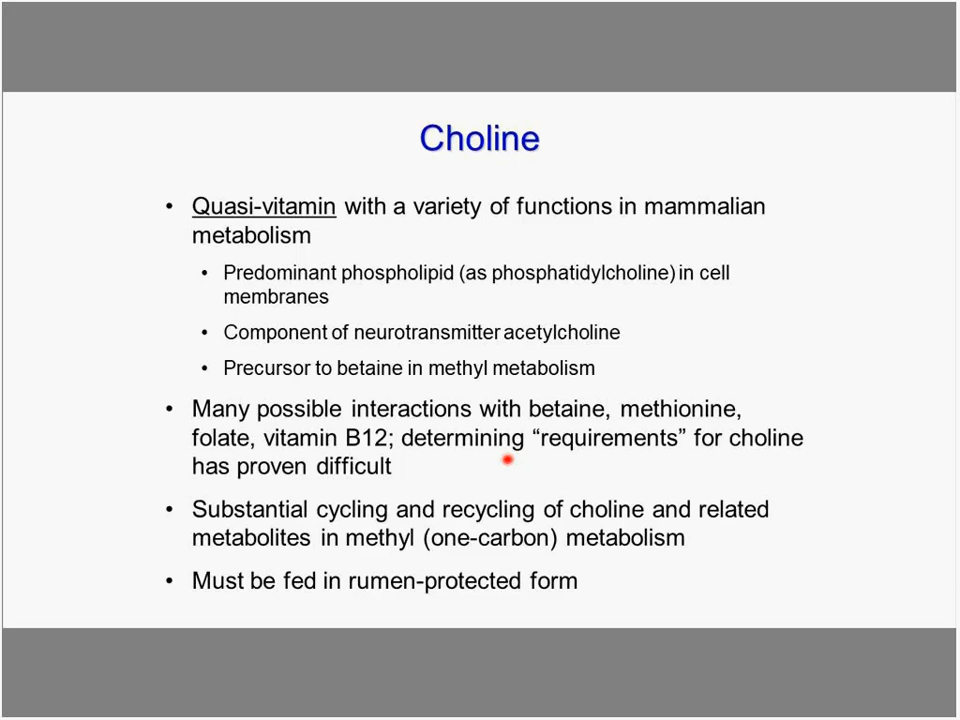 Choline
• Quasi-vitamin with a variety of functions in mammalian
metabolism
• Predominant phospholipid (as phosphatidylcholine) in cell
membranes
• Component of neurotransmitter acetylcholine
• Precursor to betaine in methyl metabolism
• Many possible interactions with betaine, methionine,
folate, vitamin B12; determining “requirements” for choline
has proven difficult
• Substantial cycling and recycling of choline and related
metabolites in methyl (one-carbon) metabolism
• Must be fed in rumen-protected form